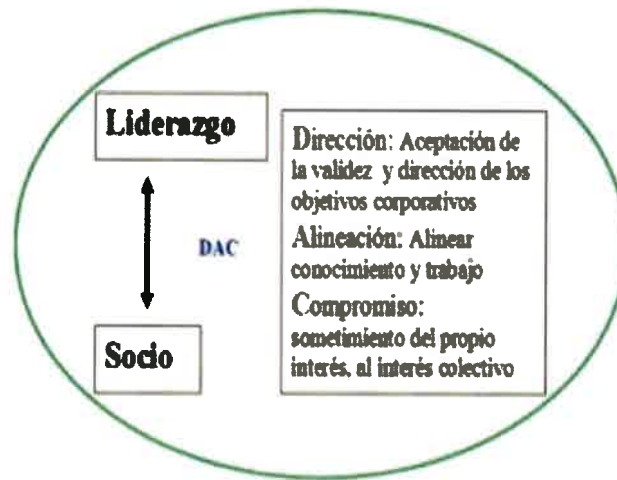 Liderazgo
DAC
Socio
Dirección: Aceptación de
la validez y dirección de los
objetivos corporativos
Alineación: Alinear
conocimiento y trabajo
Compromiso:
sometimiento del propio
interés, al interés colectivo